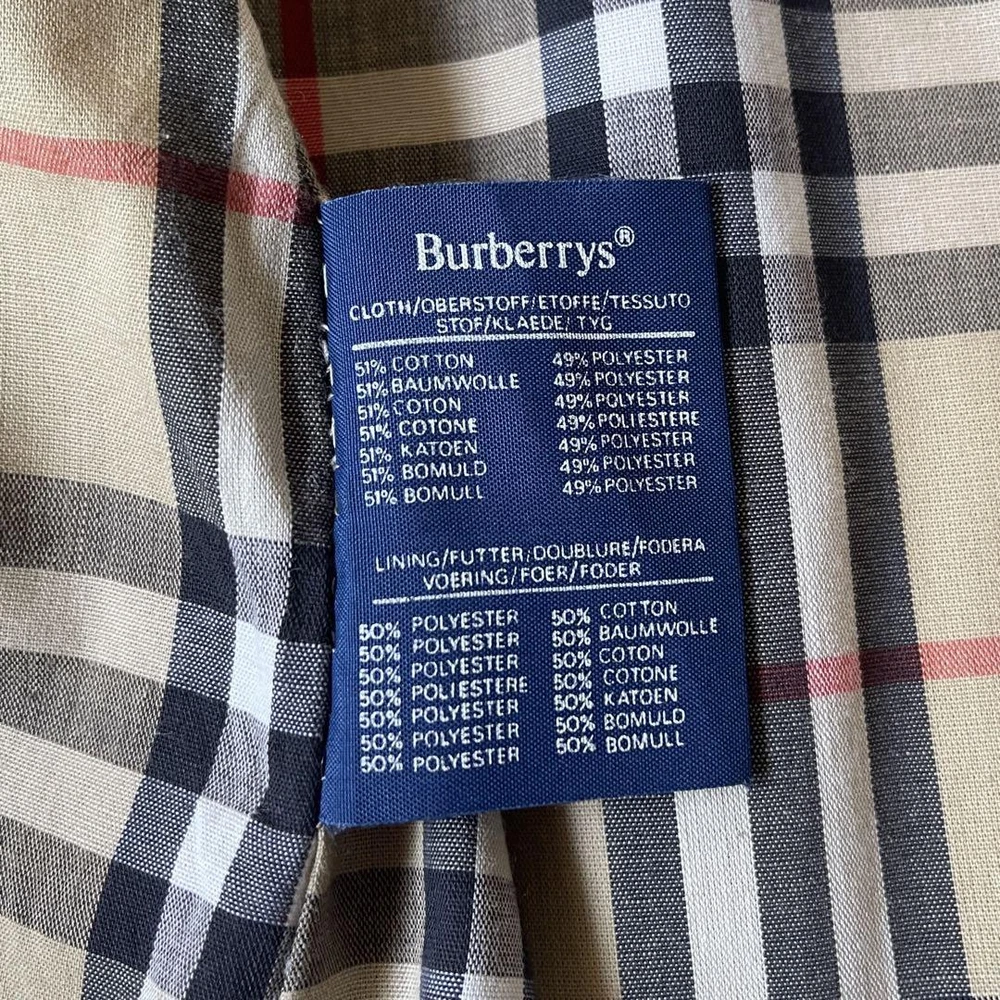 Burberrys®
CLOTH/OBERSTOFF/ETOFFE/TESSUTO
STOF/KLAEDE/TYG
51% COTTON 49% POLYESTER
51% BAUMWOLLE 49% POLYESTER
51% COTON 49% POLYESTER
51% COTONE 49% POLIESTERE
51% KATOEN 49% POLYESTER
51% BOMULD 49% POLYESTER
51% BOMULL 49% POLYESTER
LINING/FUTTER/DOUBLURE/FODERA
VOERING/FOER/FODER
50% POLYESTER 50% COTTON
50% POLYESTER 50% BAUMWOLLE
50% POLYESTER 50% COTON
50% POLIESTERE 50% COTONE
50% POLYESTER 50% KATOEN
50% POLYESTER 50% BOMULD
50% POLYESTER 50% BOMULL